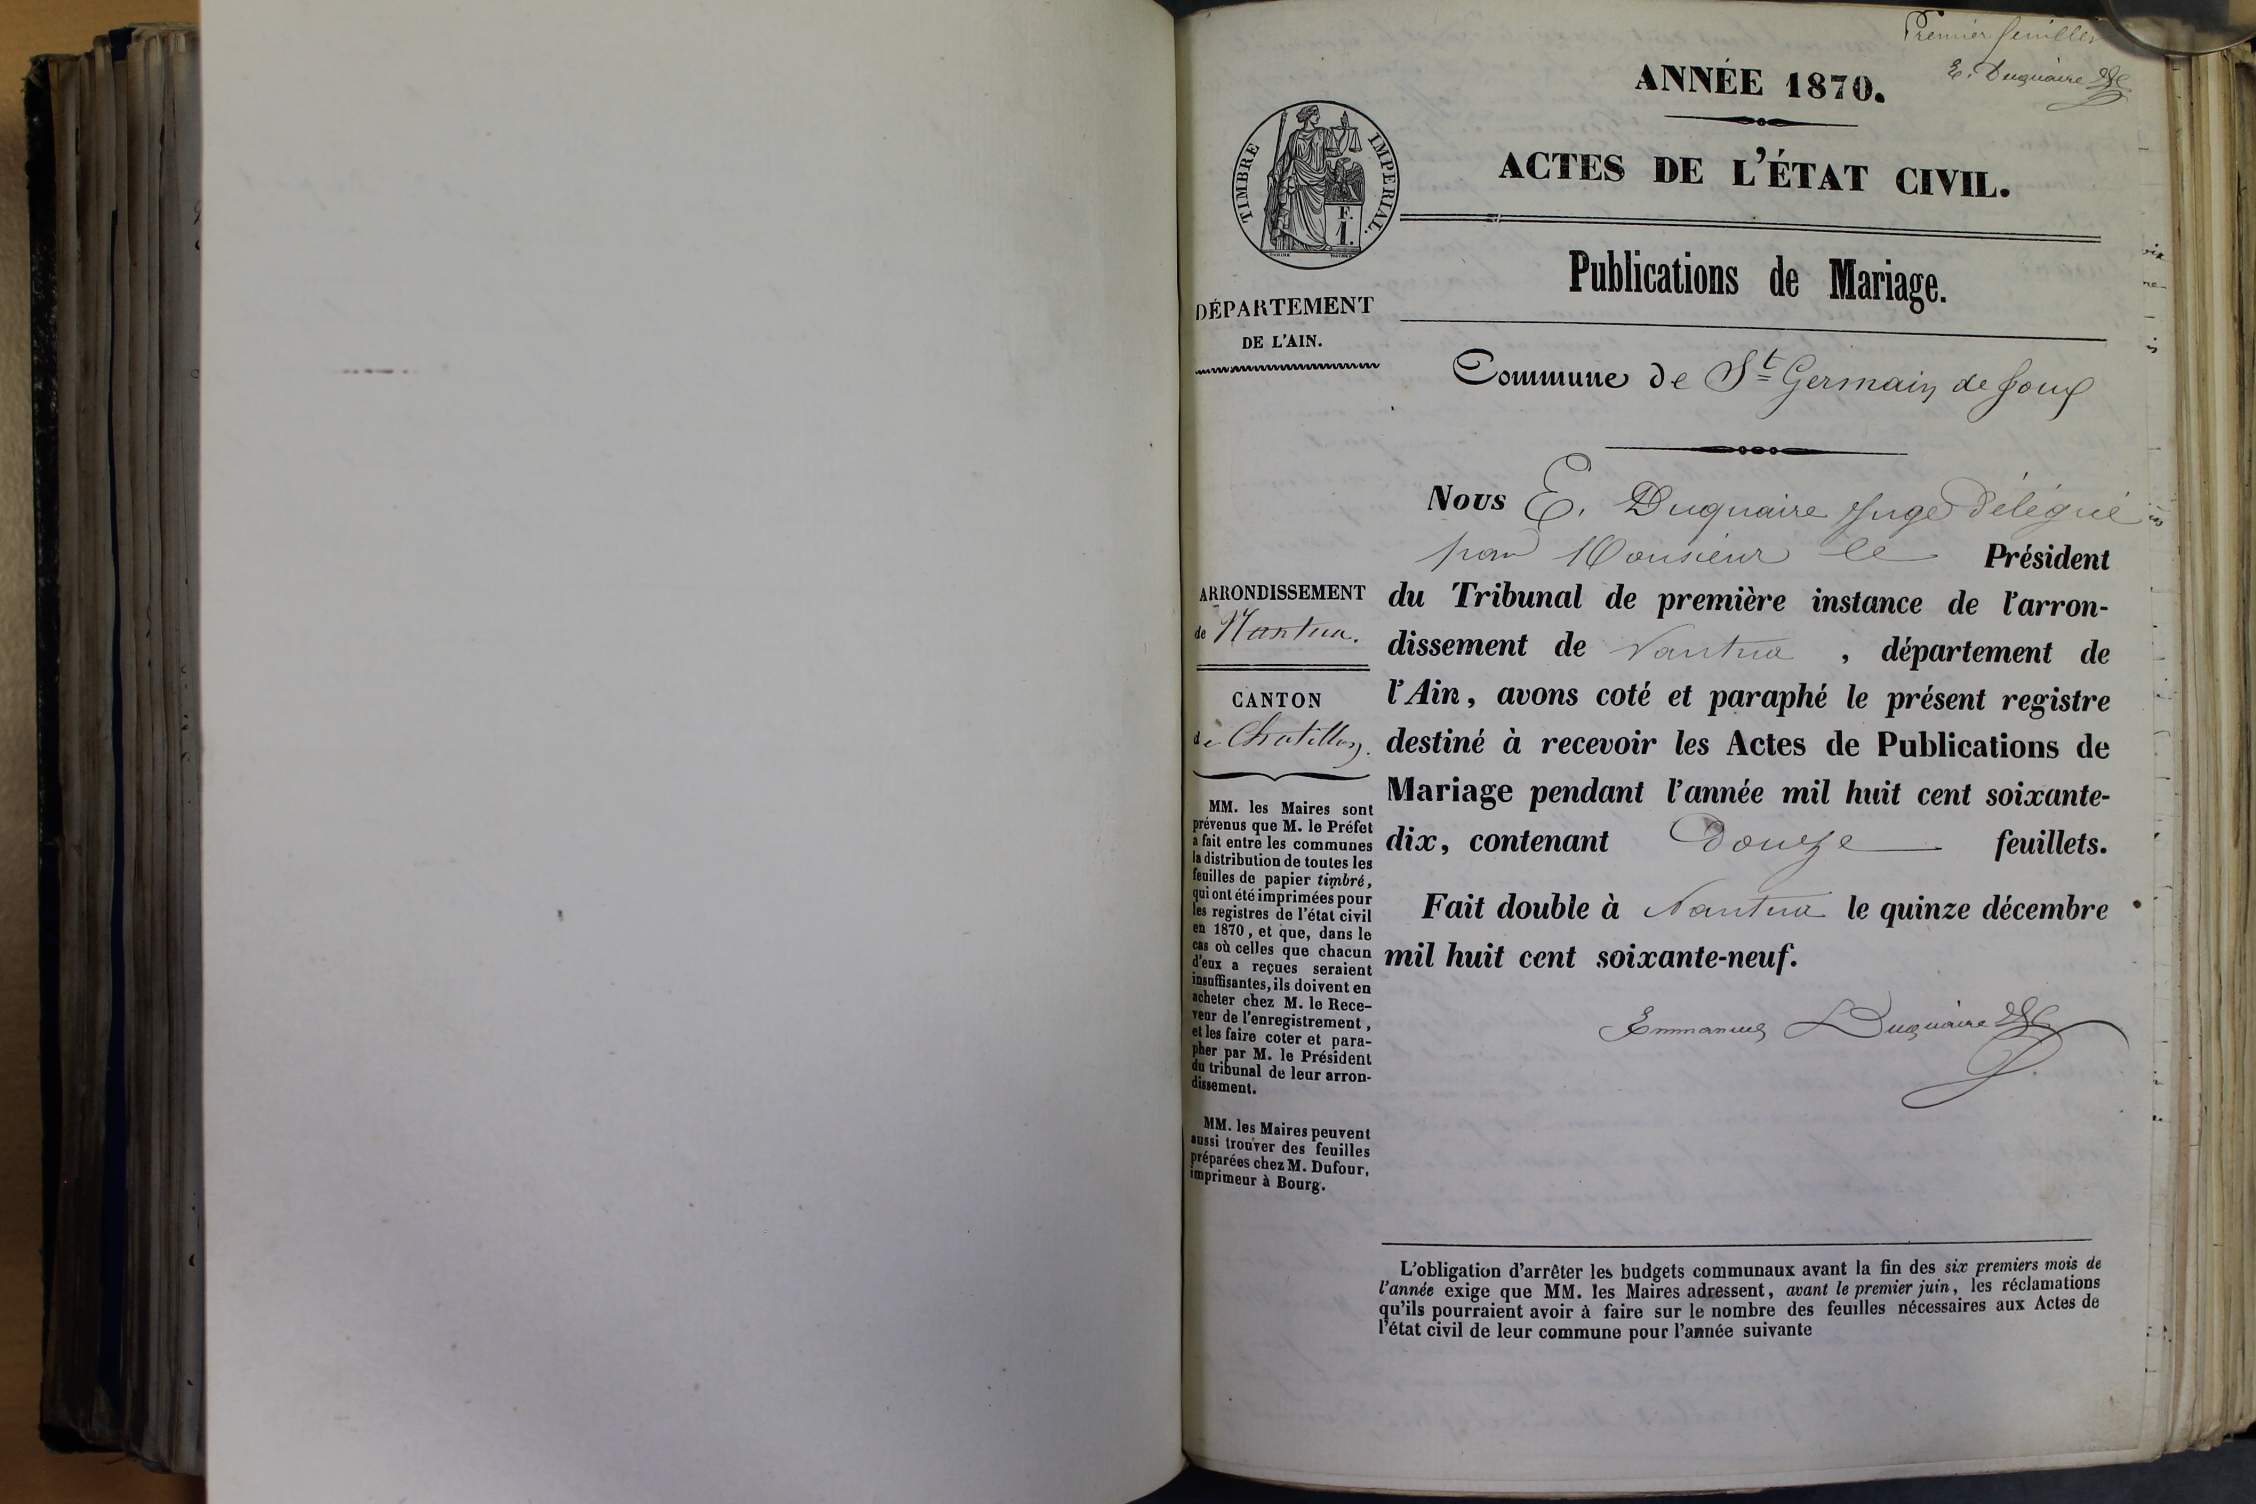 Premier feuillet
E. Duquaire
ANNÉE 1870.
ACTES DE L'ÉTAT CIVIL.
TIMBRE IMPERIAL.
F.
1.
Publications de Mariage.
DÉPARTEMENT
DE L'AIN.
Commune de St Germain de Joux
Nous E. Duquaire Juge Délégué
par Monsieur le Président
du Tribunal de première instance de l'arron-
dissement de Nantua, département de
l'Ain, avons coté et paraphé le présent registre
destiné à recevoir les Actes de Publications de
Mariage pendant l'année mil huit cent soixante-
dix, contenant Douze feuillets.
Fait double à Nantua le quinze décembre
mil huit cent soixante-neuf.
Emmanuel Duquaire
ARRONDISSEMENT
de Nantua.
CANTON
de Chatillon.
MM. les Maires sont
prévenus que M. le Préfet
a fait entre les communes
la distribution de toutes les
feuilles de papier timbré,
qui ont été imprimées pour
les registres de l'état civil
en 1870, et que, dans le
cas où celles que chacun
d'eux a reçues seraient
insuffisantes, ils doivent en
acheter chez M. le Rece-
veur de l'enregistrement,
et les faire coter et para-
pher par M. le Président
du tribunal de leur arron-
dissement.
MM. les Maires peuvent
aussi trouver des feuilles
préparées chez M. Dufour,
imprimeur à Bourg.
L'obligation d'arrêter les budgets communaux avant la fin des six premiers mois de
l'année exige que MM. les Maires adressent, avant le premier juin, les réclamations
qu'ils pourraient avoir à faire sur le nombre des feuilles nécessaires aux Actes de
l'état civil de leur commune pour l'année suivante